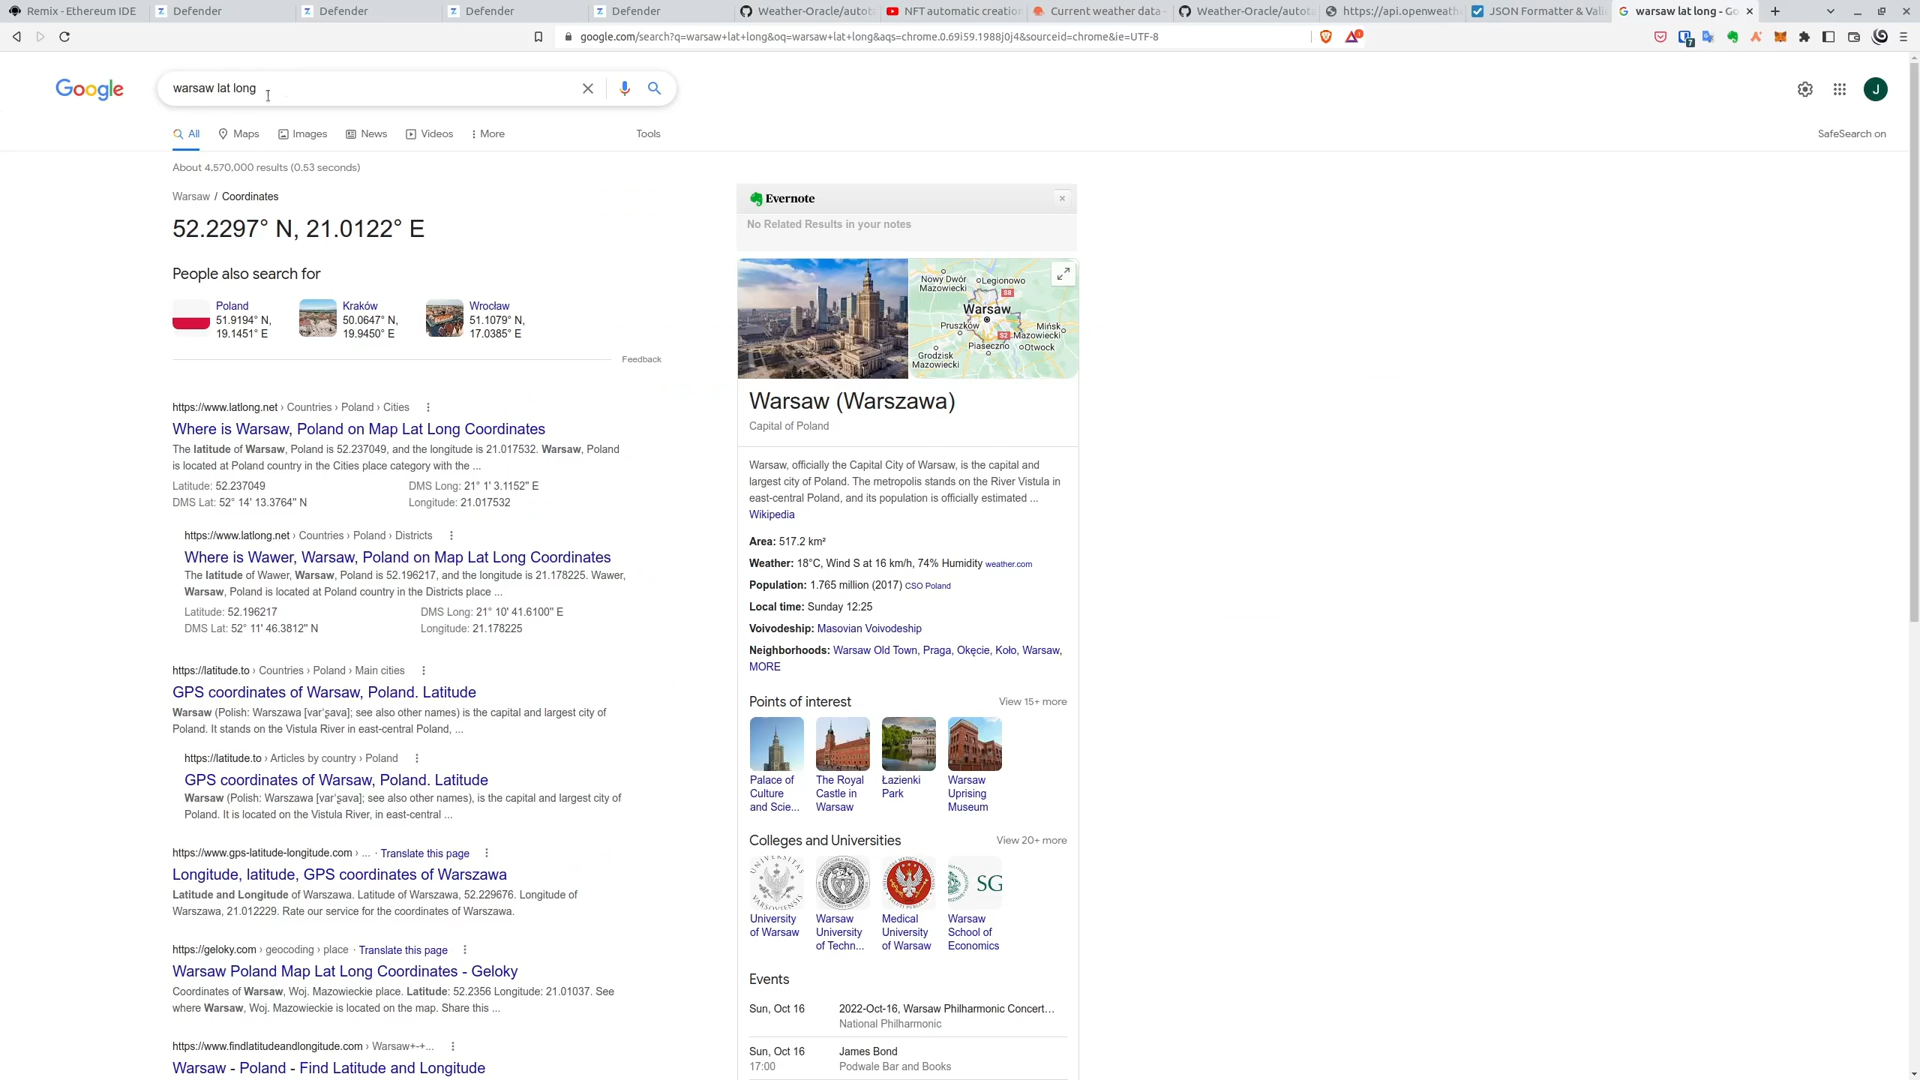 Remix - Ethereum IDE
Defender
Defender
Defender
Defender
Weather-Oracle/autot
NFT automatic creation
Current weather data -
Weather-Oracle/autot
https://api.openweath
JSON Formatter & Vali
warsaw lat long - Go
google.com/search?q=warsaw+lat+long&oq=warsaw+lat+long&aqs=chrome.0.69i59.1988j0j4&sourceid=chrome&ie=UTF-8
Google
warsaw lat long
J
All
Maps
Images
News
Videos
More
Tools
SafeSearch on
About 4,570,000 results (0.53 seconds)
Warsaw / Coordinates
52.2297° N, 21.0122° E
People also search for
Poland
51.9194° N,
19.1451° E
Kraków
50.0647° N,
19.9450° E
Wrocław
51.1079° N,
17.0385° E
Feedback
https://www.latlong.net › Countries › Poland › Cities
Where is Warsaw, Poland on Map Lat Long Coordinates
The latitude of Warsaw, Poland is 52.237049, and the longitude is 21.017532. Warsaw, Poland
is located at Poland country in the Cities place category with the ...
Latitude: 52.237049
DMS Long: 21° 1' 3.1152" E
DMS Lat: 52° 14' 13.3764" N
Longitude: 21.017532
https://www.latlong.net › Countries › Poland › Districts
Where is Wawer, Warsaw, Poland on Map Lat Long Coordinates
The latitude of Wawer, Warsaw, Poland is 52.196217, and the longitude is 21.178225. Wawer,
Warsaw, Poland is located at Poland country in the Districts place ...
Latitude: 52.196217
DMS Long: 21° 10' 41.6100" E
DMS Lat: 52° 11' 46.3812" N
Longitude: 21.178225
https://latitude.to › Countries › Poland › Main cities
GPS coordinates of Warsaw, Poland. Latitude
Warsaw (Polish: Warszawa [varˈʂava]; see also other names) is the capital and largest city of
Poland. It stands on the Vistula River in east-central Poland, ...
https://latitude.to › Articles by country › Poland
GPS coordinates of Warsaw, Poland. Latitude
Warsaw (Polish: Warszawa [varˈʂava]; see also other names), is the capital and largest city of
Poland. It is located on the Vistula River, in east-central ...
https://www.gps-latitude-longitude.com › ... · Translate this page
Longitude, latitude, GPS coordinates of Warszawa
Latitude and Longitude of Warszawa. Latitude of Warszawa, 52.229676. Longitude of
Warszawa, 21.012229. Rate our service for the coordinates of Warszawa.
https://geloky.com › geocoding › place · Translate this page
Warsaw Poland Map Lat Long Coordinates - Geloky
Coordinates of Warsaw, Woj. Mazowieckie place. Latitude: 52.2356 Longitude: 21.01037. See
where Warsaw, Woj. Mazowieckie is located on the map. Share this ...
https://www.findlatitudeandlongitude.com › Warsaw+-+...
Warsaw - Poland - Find Latitude and Longitude
Evernote
No Related Results in your notes
Nowy Dwór
Mazowiecki
Legionowo
S8
Warsaw
Pruszków
Mińsk
Mazowiecki
S2
Piaseczno
Otwock
Grodzisk
Mazowiecki
Warsaw (Warszawa)
Capital of Poland
Warsaw, officially the Capital City of Warsaw, is the capital and
largest city of Poland. The metropolis stands on the River Vistula in
east-central Poland, and its population is officially estimated ...
Wikipedia
Area: 517.2 km²
Weather: 18°C, Wind S at 16 km/h, 74% Humidity weather.com
Population: 1.765 million (2017) CSO Poland
Local time: Sunday 12:25
Voivodeship: Masovian Voivodeship
Neighborhoods: Warsaw Old Town, Praga, Okęcie, Koło, Warsaw,
MORE
Points of interest
View 15+ more
Palace of
Culture
and Scie...
The Royal
Castle in
Warsaw
Łazienki
Park
Warsaw
Uprising
Museum
Colleges and Universities
View 20+ more
SG
University
of Warsaw
Warsaw
University
of Techn...
Medical
University
of Warsaw
Warsaw
School of
Economics
Events
Sun, Oct 16
2022-Oct-16, Warsaw Philharmonic Concert…
National Philharmonic
Sun, Oct 16
17:00
James Bond
Podwale Bar and Books